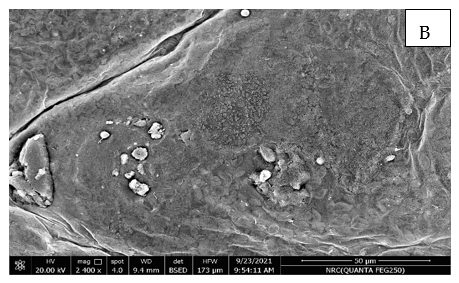 B
HV mag spot WD det HFW 9/23/2021 50 µm
20.00 kV 2 400 x 4.0 9.4 mm BSED 173 µm 9:54:11 AM NRC(QUANTA FEG250)